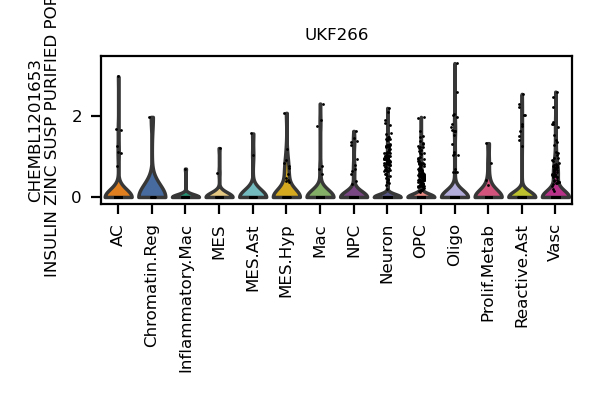 UKF266
CHEMBL1201653
INSULIN ZINC SUSP PURIFIED
2
0
AC
Chromatin.Reg
Inflammatory.Mac
MES
MES.Ast
MES.Hyp
Mac
NPC
Neuron
OPC
Oligo
Prolif.Metab
Reactive.Ast
Vasc